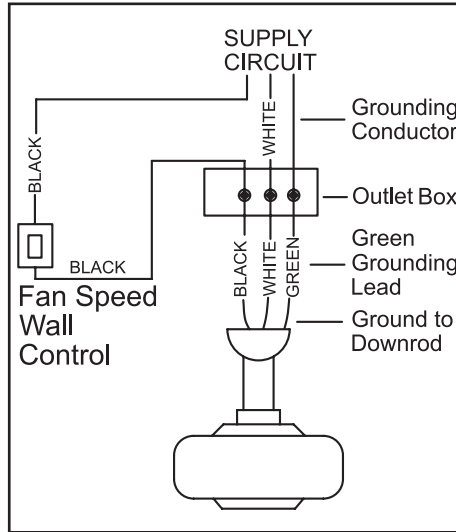 SUPPLY
CIRCUIT
Grounding
Conductor
WHITE
BLACK
Outlet Box
BLACK
Fan Speed
Wall
Control
BLACK
WHITE
GREEN
Green
Grounding
Lead
Ground to
Downrod